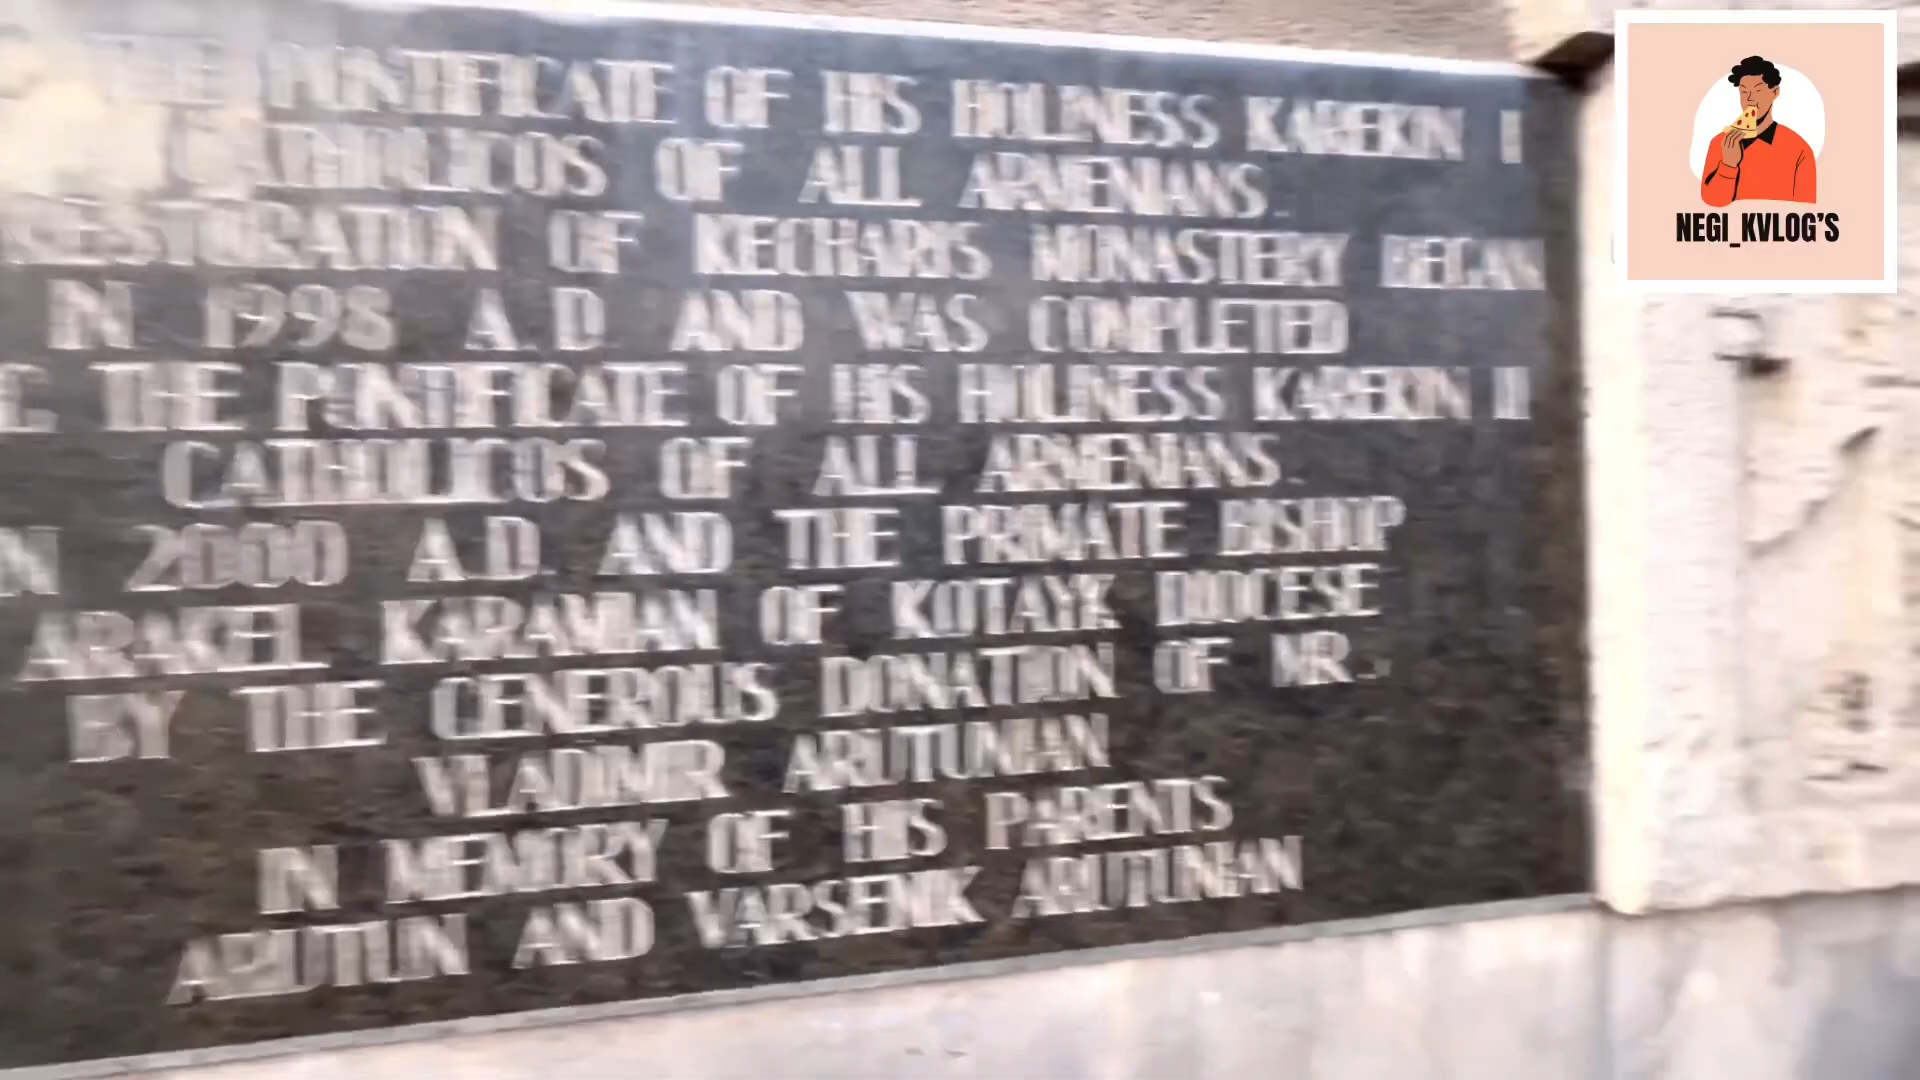 THE PONTIFICATE OF HIS HOLINESS KAREKIN I
CATHOLICOS OF ALL ARMENIANS.
RESTORATION OF KECHARIS MONASTERY BEGAN
IN 1998 A.D AND WAS COMPLETED
G THE PONTIFICATE OF HIS HOLINESS KAREKIN II
CATHOLICOS OF ALL ARMENIANS.
IN 2000 A.D. AND THE PRIMATE BISHOP
ARAKEL KARAMIAN OF KOTAYK DIOCESE
BY THE GENEROUS DONATION OF MR.
VLADIMIR ARUTUNIAN
IN MEMORY OF HIS PARENTS
ARUTUN AND VARSENIK ARUTUNIAN
NEGI_KVLOG'S